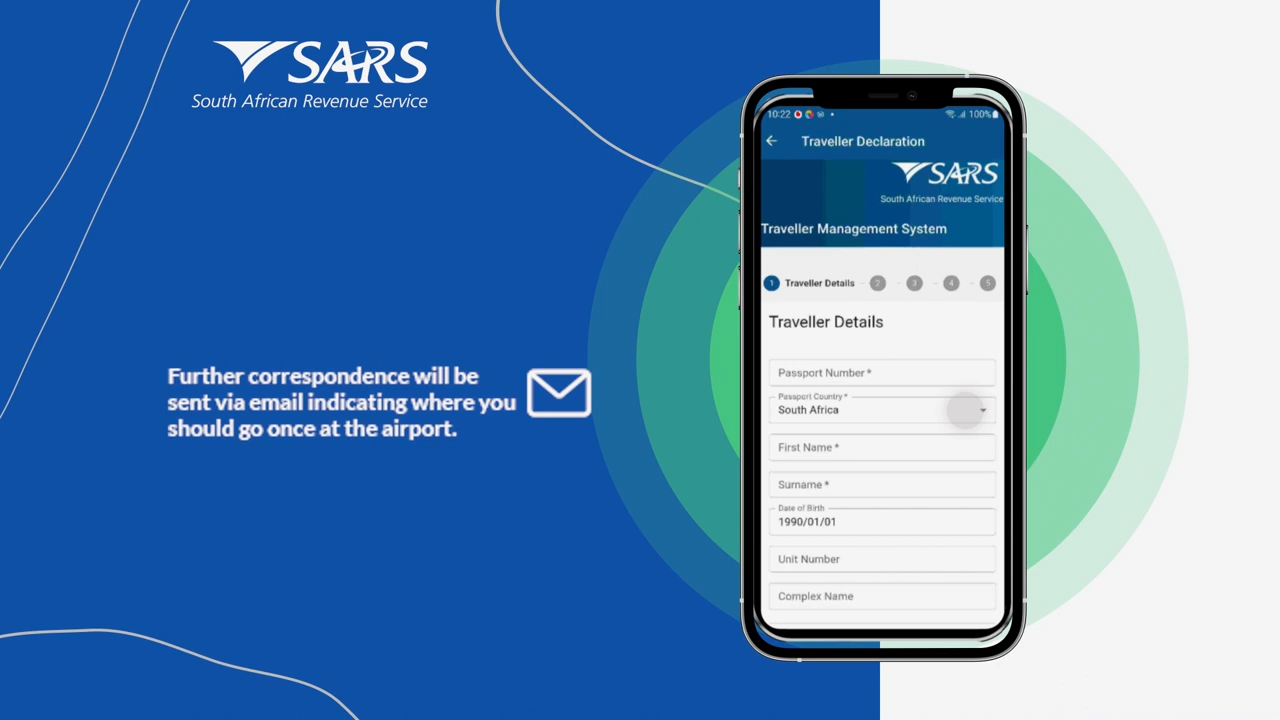 SARS
South African Revenue Service
Further correspondence will be
sent via email indicating where you
should go once at the airport.
10:22
100%
Traveller Declaration
SARS
South African Revenue Service
Traveller Management System
1 Traveller Details 2 3 4 5
Traveller Details
Passport Number *
Passport Country *
South Africa
First Name *
Surname *
Date of Birth
1990/01/01
Unit Number
Complex Name